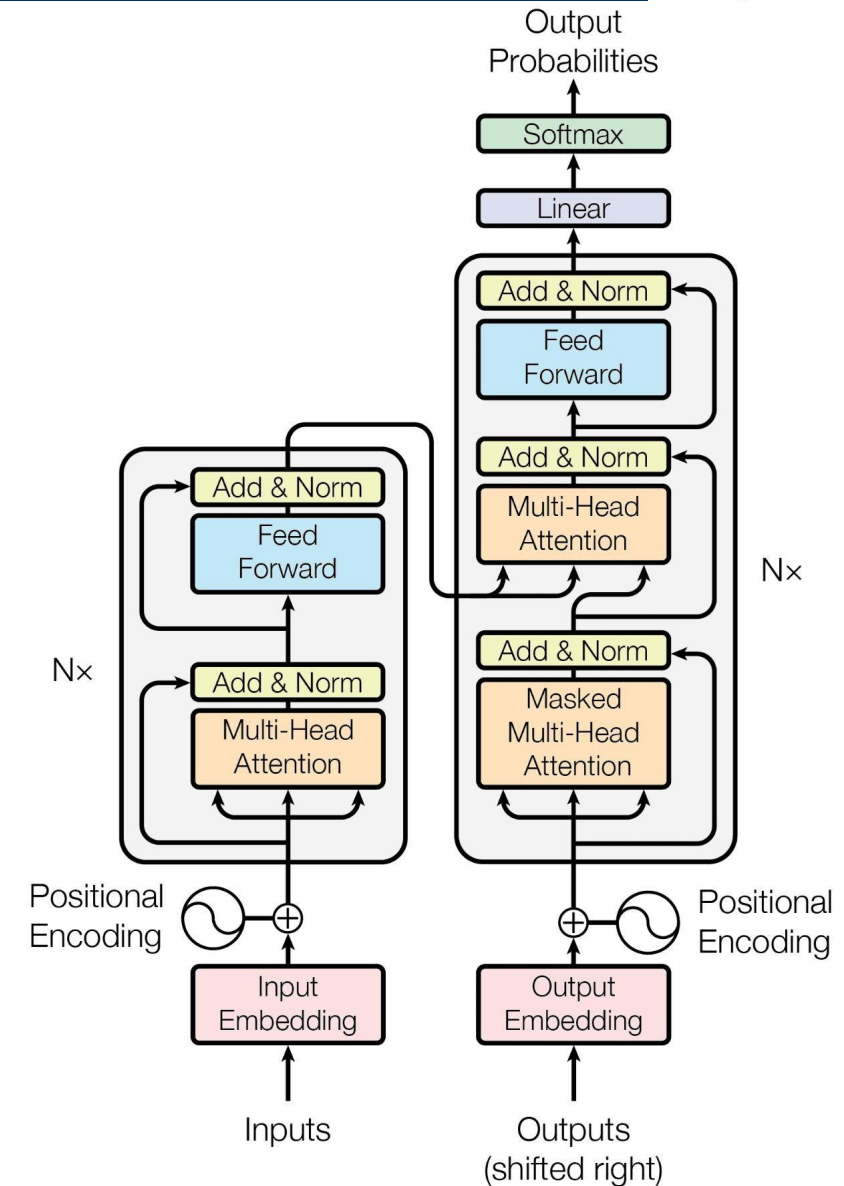 Output
Probabilities
Softmax
Linear
Add & Norm
Feed
Forward
Add & Norm
Multi-Head
Attention
Add & Norm
Masked
Multi-Head
Attention
N×
Add & Norm
Feed
Forward
Add & Norm
Multi-Head
Attention
N×
Positional
Encoding
Positional
Encoding
Input
Embedding
Output
Embedding
Inputs
Outputs
(shifted right)